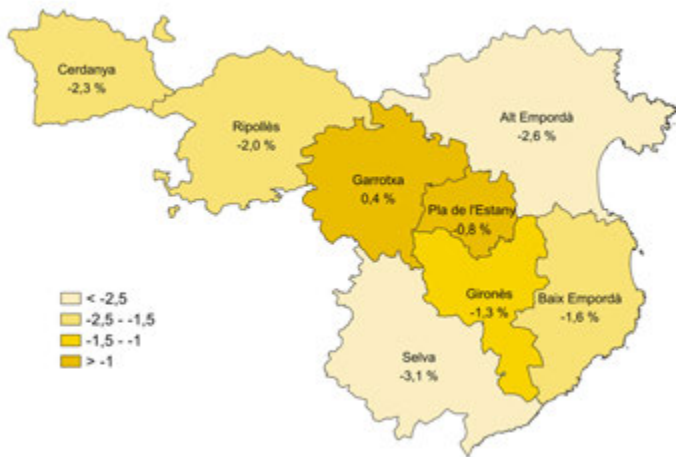 Cerdanya
-2,3 %
Ripollès
-2,0 %
Alt Empordà
-2,6 %
Garrotxa
0,4 %
Pla de l'Estany
-0,8 %
Gironès
-1,3 %
Baix Empordà
-1,6 %
Selva
-3,1 %
< -2,5
-2,5 - -1,5
-1,5 - -1
> -1